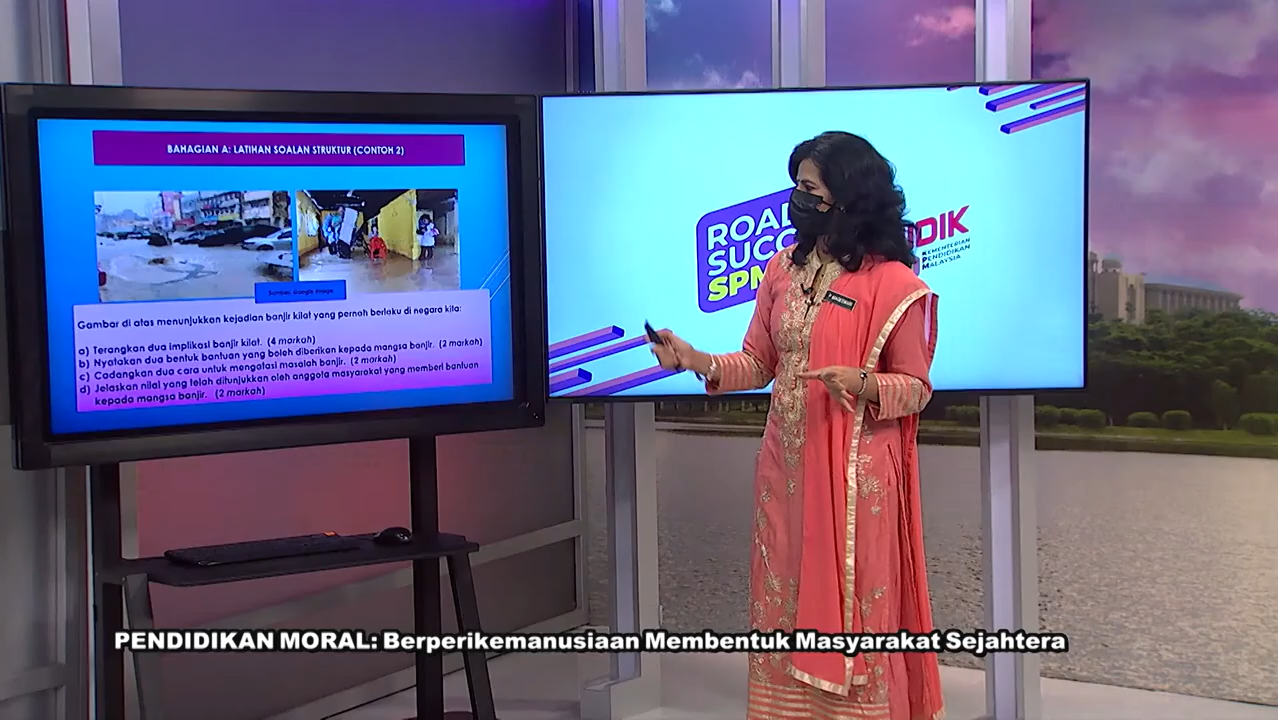 BAHAGIAN A: LATIHAN SOALAN STRUKTUR (CONTOH 2)
Sumber: Google Image
Gambar di atas menunjukkan kejadian banjir kilat yang pernah berlaku di negara kita:
a) Terangkan dua implikasi banjir kilat. (4 markah)
b) Nyatakan dua bentuk bantuan yang boleh diberikan kepada mangsa banjir. (2 markah)
c) Cadangkan dua cara untuk mengatasi masalah banjir. (2 markah)
d) Jelaskan nilai yang telah ditunjukkan oleh anggota masyarakat yang memberi bantuan
kepada mangsa banjir. (2 markah)
ROAD
SUCC
SPM
DIK
KEMENTERIAN
PENDIDIKAN
MALAYSIA
PENDIDIKAN MORAL: Berperikemanusiaan Membentuk Masyarakat Sejahtera